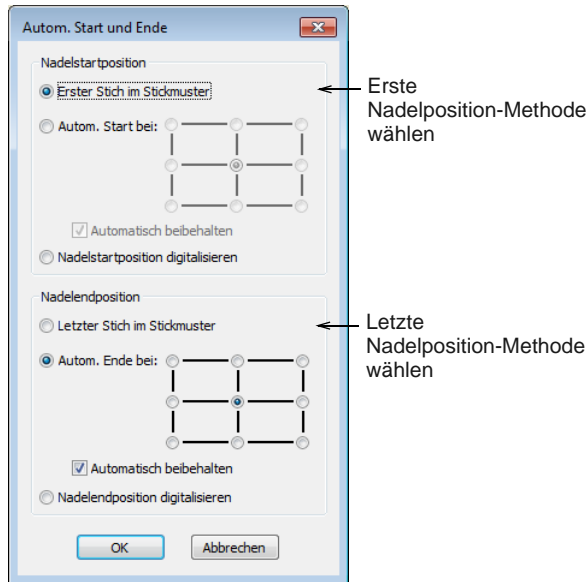 Autom. Start und Ende
Nadelstartposition
Erster Stich im Stickmuster
Autom. Start bei:
Automatisch beibehalten
Nadelstartposition digitalisieren
Nadelendposition
Letzter Stich im Stickmuster
Autom. Ende bei:
Automatisch beibehalten
Nadelendposition digitalisieren
OK
Abbrechen
Erste
Nadelposition-Methode
wählen
Letzte
Nadelposition-Methode
wählen